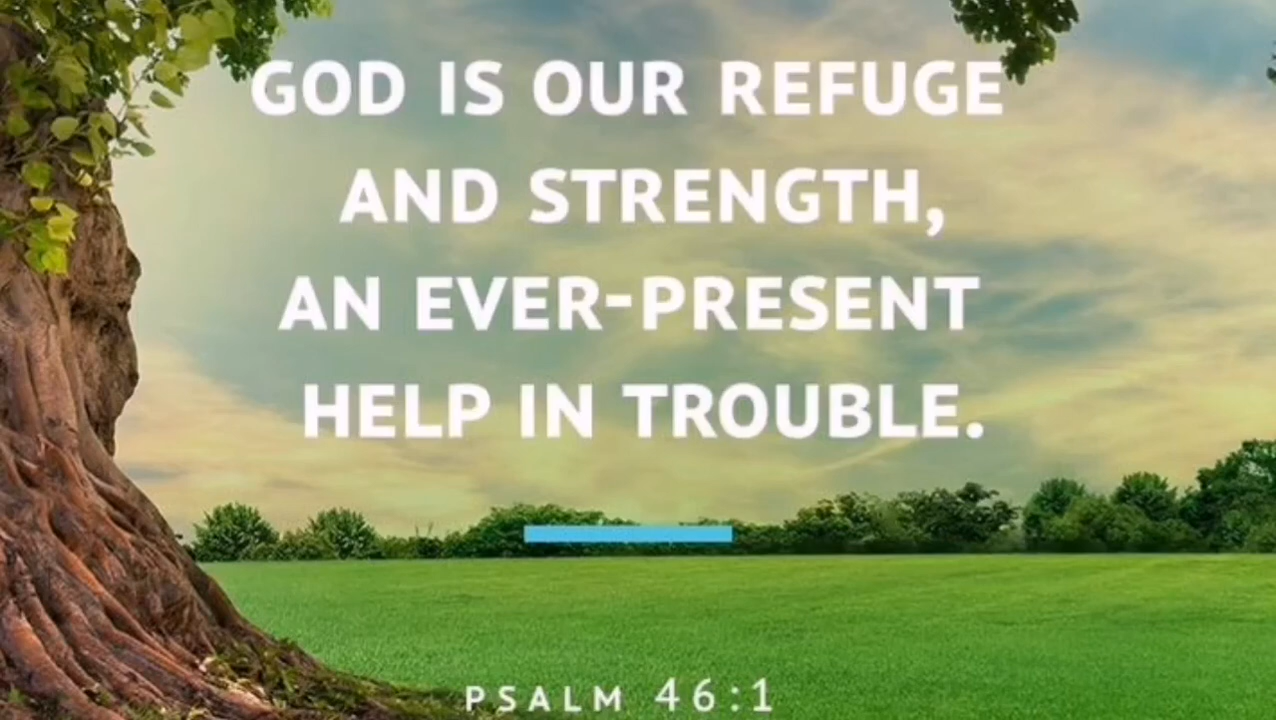 GOD IS OUR REFUGE
AND STRENGTH,
AN EVER-PRESENT
HELP IN TROUBLE.
PSALM 46:1